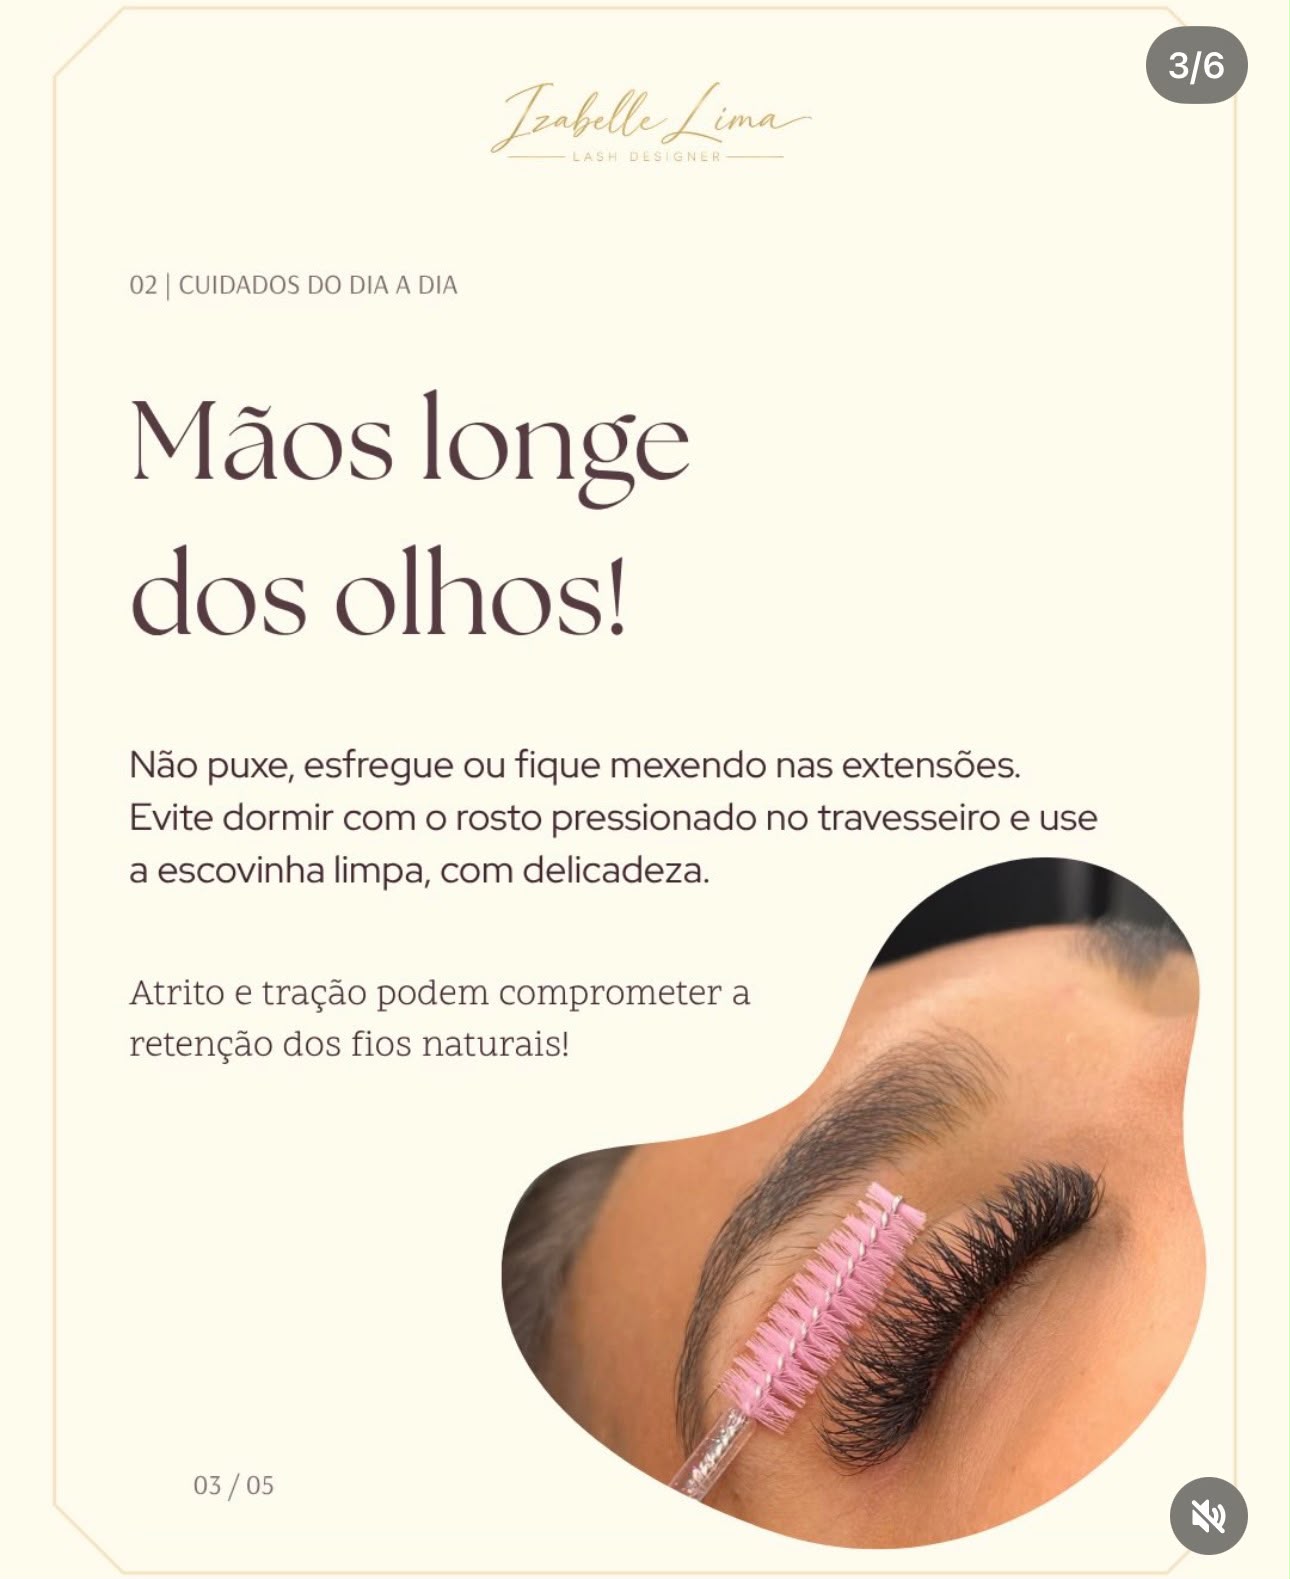 3/6
Izabelle Lima
LASH DESIGNER
02 | CUIDADOS DO DIA A DIA
Mãos longe
dos olhos!
Não puxe, esfregue ou fique mexendo nas extensões.
Evite dormir com o rosto pressionado no travesseiro e use
a escovinha limpa, com delicadeza.
Atrito e tração podem comprometer a
retenção dos fios naturais!
03 / 05